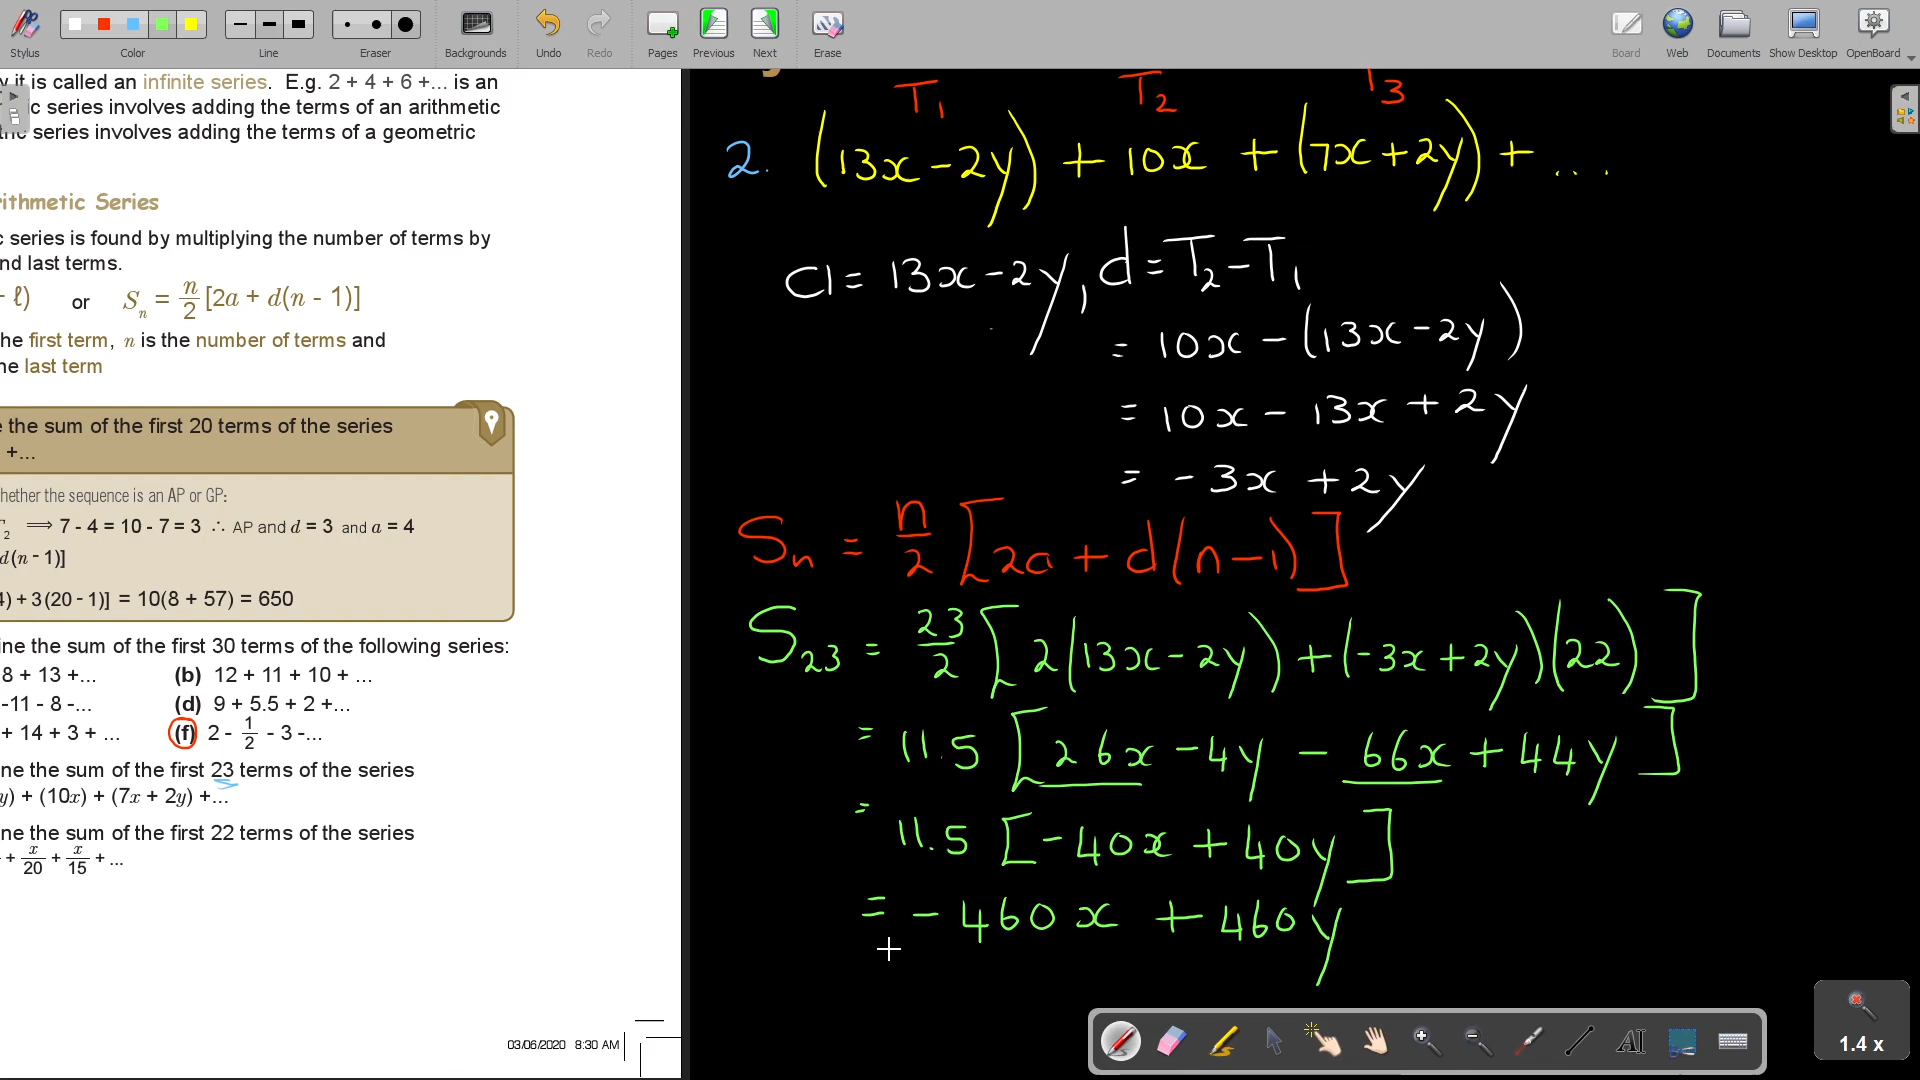 Stylus Color Line Eraser Backgrounds Undo Redo Pages Previous Next Erase Board Web Documents Show Desktop OpenBoard
y it is called an infinite series. E.g. 2 + 4 + 6 +... is an
c series involves adding the terms of an arithmetic
tric series involves adding the terms of a geometric
ithmetic Series
c series is found by multiplying the number of terms by
nd last terms.
+ ℓ) or Sₙ = n/2 [2a + d(n - 1)]
he first term, n is the number of terms and
he last term
e the sum of the first 20 terms of the series
+...
hether the sequence is an AP or GP:
T₂ ⟹ 7 - 4 = 10 - 7 = 3 ∴ AP and d = 3 and a = 4
d(n - 1)]
4) + 3(20 - 1)] = 10(8 + 57) = 650
ine the sum of the first 30 terms of the following series:
8 + 13 +... (b) 12 + 11 + 10 + ...
-11 - 8 -... (d) 9 + 5.5 + 2 +...
+ 14 + 3 + ... (f) 2 - 1/2 - 3 -...
ne the sum of the first 23 terms of the series
y) + (10x) + (7x + 2y) +...
ne the sum of the first 22 terms of the series
+ x/20 + x/15 + ...
03/06/2020 8:30 AM
T₁ T₂ T₃
2. (13x - 2y) + 10x + (7x + 2y) + ....
a = 13x - 2y, d = T₂ - T₁
= 10x - (13x - 2y)
= 10x - 13x + 2y
= -3x + 2y
Sₙ = n/2 [2a + d(n - 1)]
S₂₃ = 23/2 [2(13x - 2y) + (-3x + 2y)(22)]
= 11.5 [26x - 4y - 66x + 44y]
= 11.5 [-40x + 40y]
= -460x + 460y
1.4 x